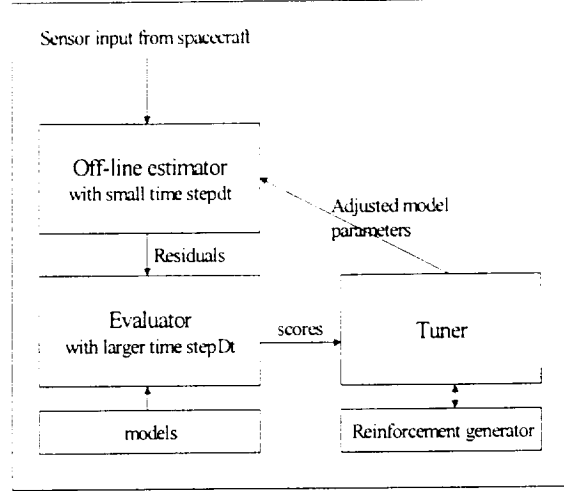 Sensor input from spacecraft
Off-line estimator
with small time stepdt
Adjusted model
parameters
Residuals
Evaluator
with larger time stepDt
scores
Tuner
models
Reinforcement generator